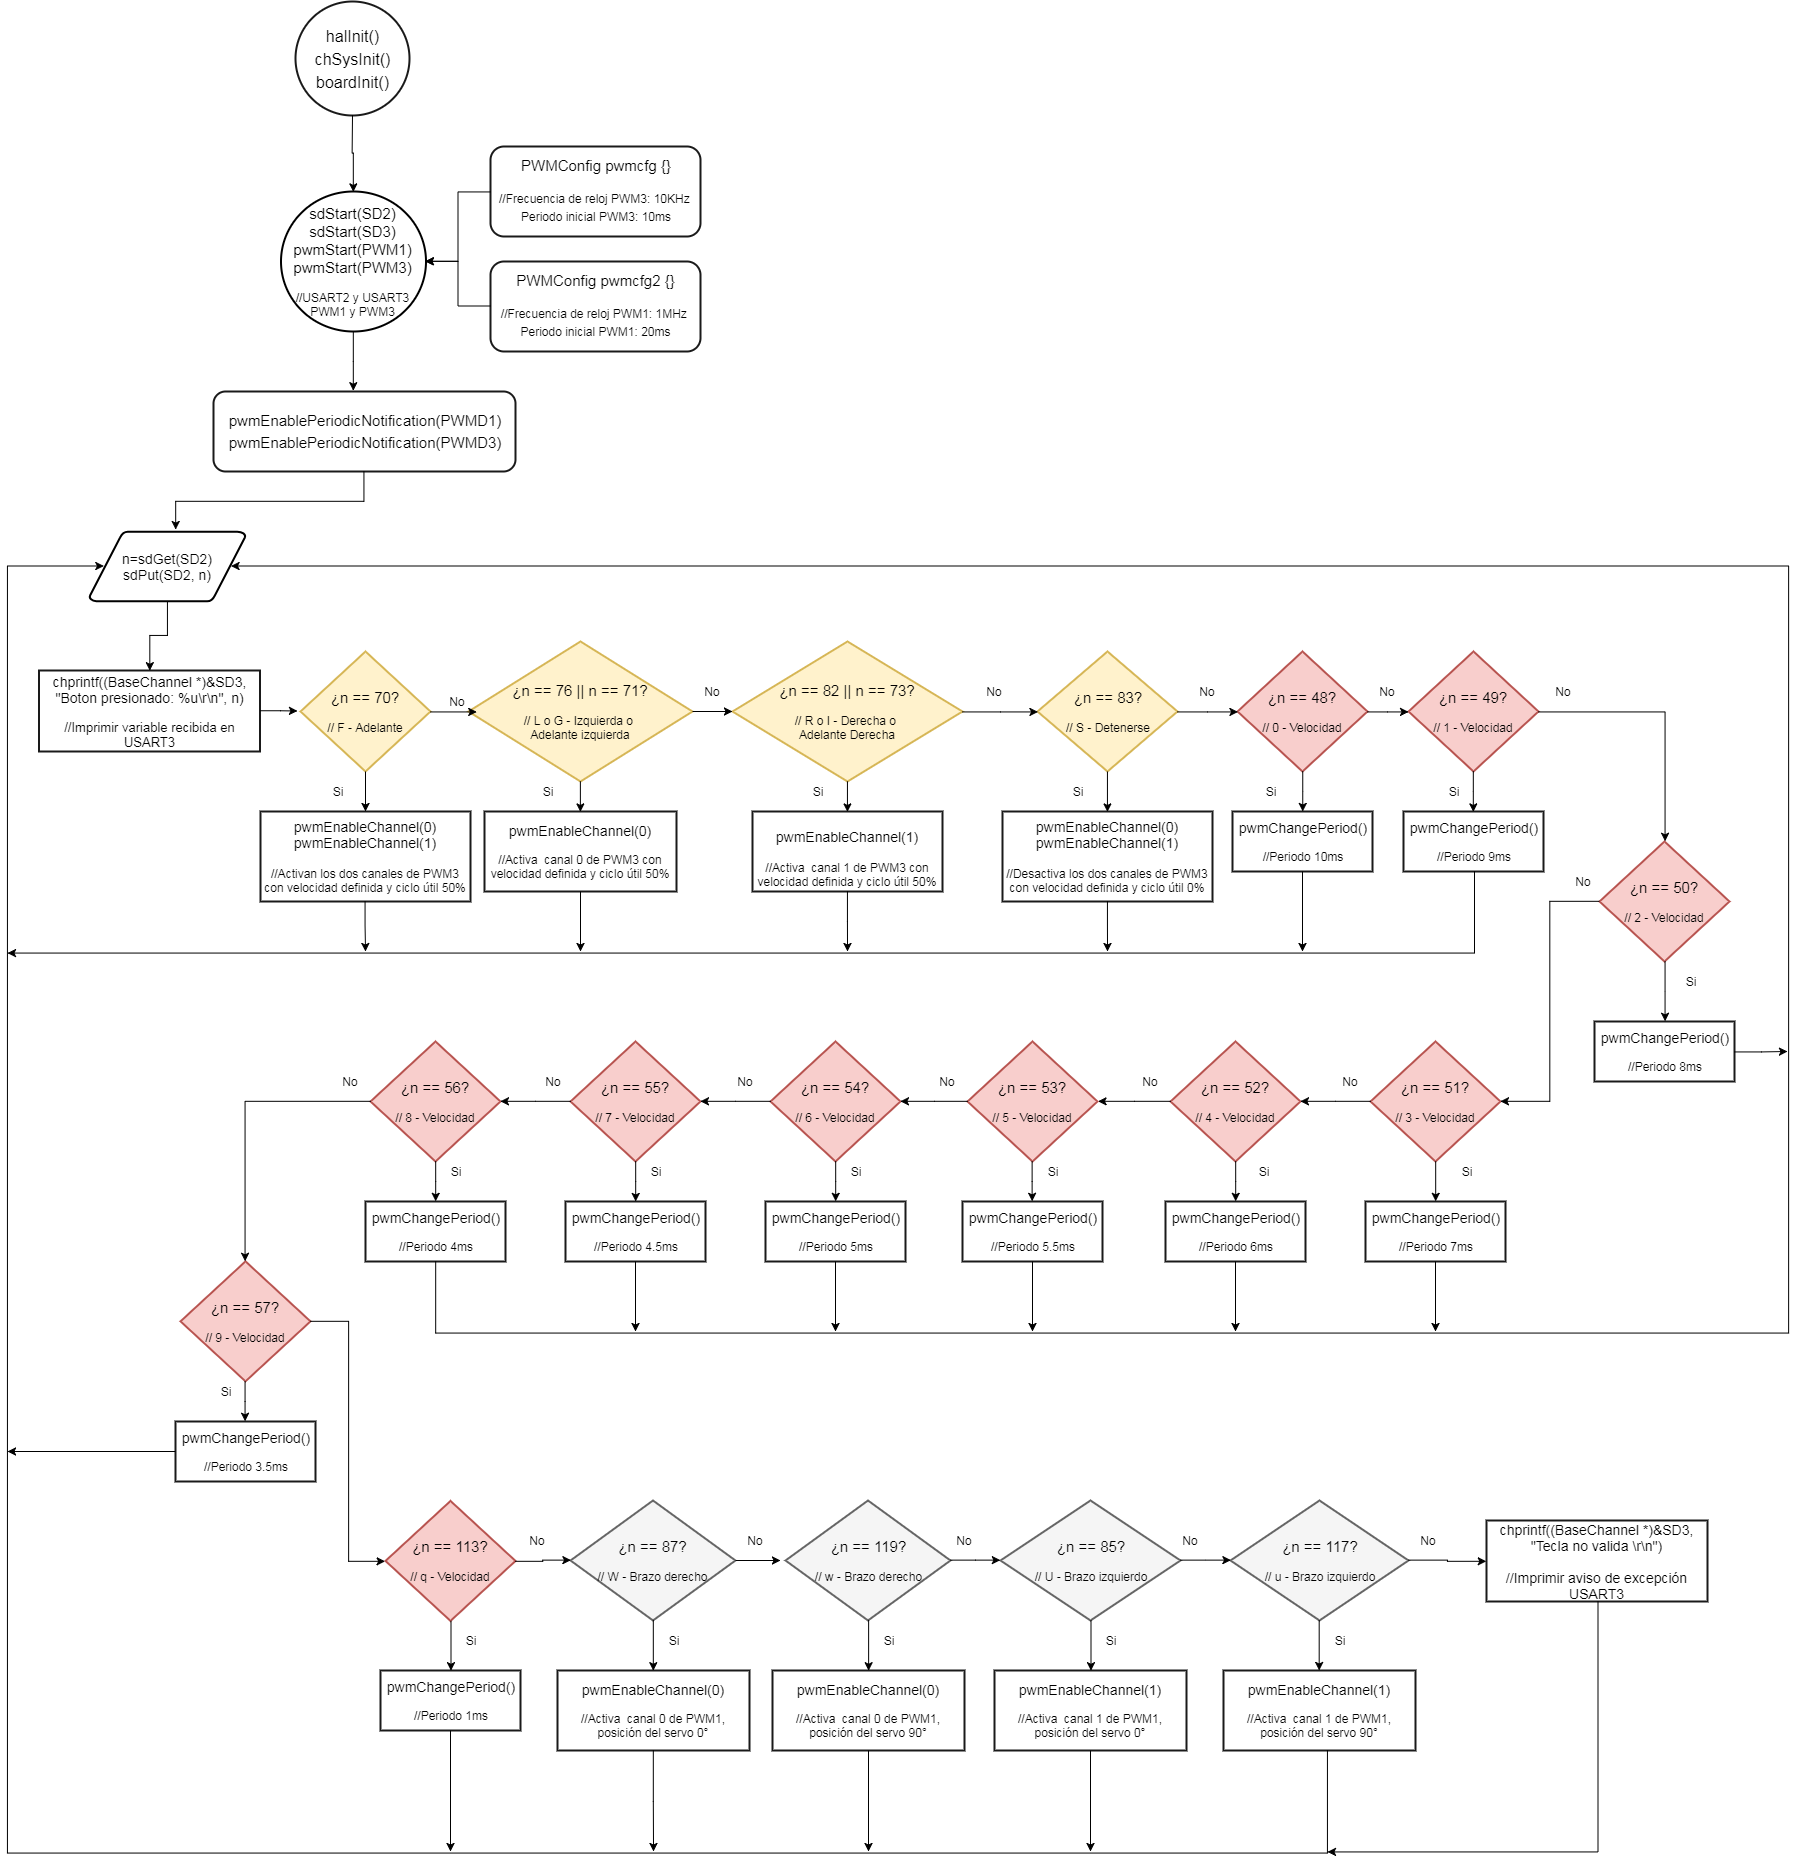 halInit()
chSysInit()
boardInit()
PWMConfig pwmcfg {}
//Frecuencia de reloj PWM3: 10KHz
Periodo inicial PWM3: 10ms
sdStart(SD2)
sdStart(SD3)
pwmStart(PWM1)
pwmStart(PWM3)
//USART2 y USART3
PWM1 y PWM3
PWMConfig pwmcfg2 {}
//Frecuencia de reloj PWM1: 1MHz
Periodo inicial PWM1: 20ms
pwmEnablePeriodicNotification(PWMD1)
pwmEnablePeriodicNotification(PWMD3)
n=sdGet(SD2)
sdPut(SD2, n)
chprintf((BaseChannel *)&SD3,
"Boton presionado: %u\r\n", n)
//Imprimir variable recibida en
USART3
¿n == 70?
// F - Adelante
No
¿n == 76 || n == 71?
// L o G - Izquierda o
Adelante izquierda
No
¿n == 82 || n == 73?
// R o I - Derecha o
Adelante Derecha
No
¿n == 83?
// S - Detenerse
No
¿n == 48?
// 0 - Velocidad
No
¿n == 49?
// 1 - Velocidad
No
Si
Si
Si
Si
Si
Si
pwmEnableChannel(0)
pwmEnableChannel(1)
//Activan los dos canales de PWM3
con velocidad definida y ciclo útil 50%
pwmEnableChannel(0)
//Activa  canal 0 de PWM3 con
velocidad definida y ciclo útil 50%
pwmEnableChannel(1)
//Activa  canal 1 de PWM3 con
velocidad definida y ciclo útil 50%
pwmEnableChannel(0)
pwmEnableChannel(1)
//Desactiva los dos canales de PWM3
con velocidad definida y ciclo útil 0%
pwmChangePeriod()
//Periodo 10ms
pwmChangePeriod()
//Periodo 9ms
No
¿n == 50?
// 2 - Velocidad
Si
pwmChangePeriod()
//Periodo 8ms
No
¿n == 56?
// 8 - Velocidad
No
¿n == 55?
// 7 - Velocidad
No
¿n == 54?
// 6 - Velocidad
No
¿n == 53?
// 5 - Velocidad
No
¿n == 52?
// 4 - Velocidad
No
¿n == 51?
// 3 - Velocidad
Si
Si
Si
Si
Si
Si
pwmChangePeriod()
//Periodo 4ms
pwmChangePeriod()
//Periodo 4.5ms
pwmChangePeriod()
//Periodo 5ms
pwmChangePeriod()
//Periodo 5.5ms
pwmChangePeriod()
//Periodo 6ms
pwmChangePeriod()
//Periodo 7ms
¿n == 57?
// 9 - Velocidad
Si
pwmChangePeriod()
//Periodo 3.5ms
¿n == 113?
// q - Velocidad
No
¿n == 87?
// W - Brazo derecho
No
¿n == 119?
// w - Brazo derecho
No
¿n == 85?
// U - Brazo izquierdo
No
¿n == 117?
// u - Brazo izquierdo
No
chprintf((BaseChannel *)&SD3,
"Tecla no valida \r\n")
//Imprimir aviso de excepción
USART3
Si
Si
Si
Si
Si
pwmChangePeriod()
//Periodo 1ms
pwmEnableChannel(0)
//Activa  canal 0 de PWM1,
posición del servo 0°
pwmEnableChannel(0)
//Activa  canal 0 de PWM1,
posición del servo 90°
pwmEnableChannel(1)
//Activa  canal 1 de PWM1,
posición del servo 0°
pwmEnableChannel(1)
//Activa  canal 1 de PWM1,
posición del servo 90°